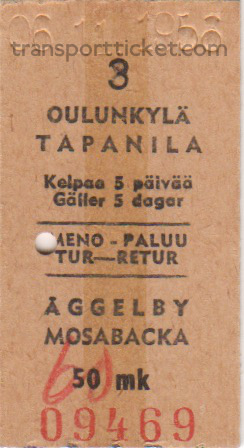 06.11.1956
transportticket.com
3
OULUNKYLÄ
TAPANILA
Kelpaa 5 päivää
Gäller 5 dagar
MENO - PALUU
TUR—RETUR
ÅGGELBY
MOSABACKA
60
50 mk
09469